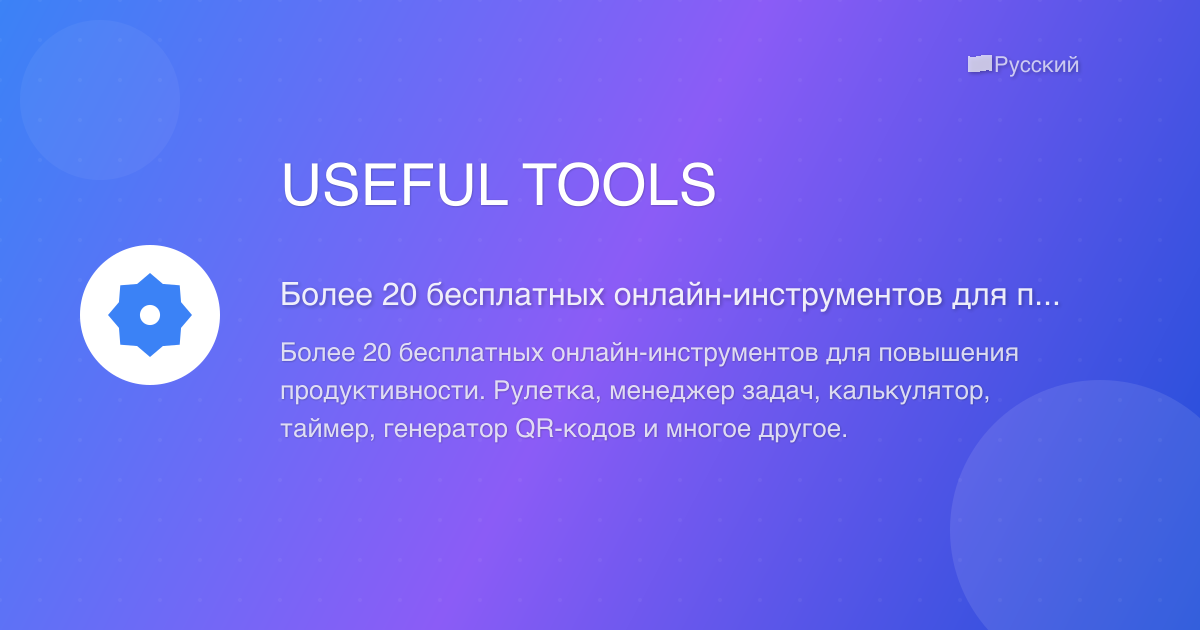 Русский
USEFUL TOOLS
Более 20 бесплатных онлайн-инструментов для п...
Более 20 бесплатных онлайн-инструментов для повышения
продуктивности. Рулетка, менеджер задач, калькулятор,
таймер, генератор QR-кодов и многое другое.